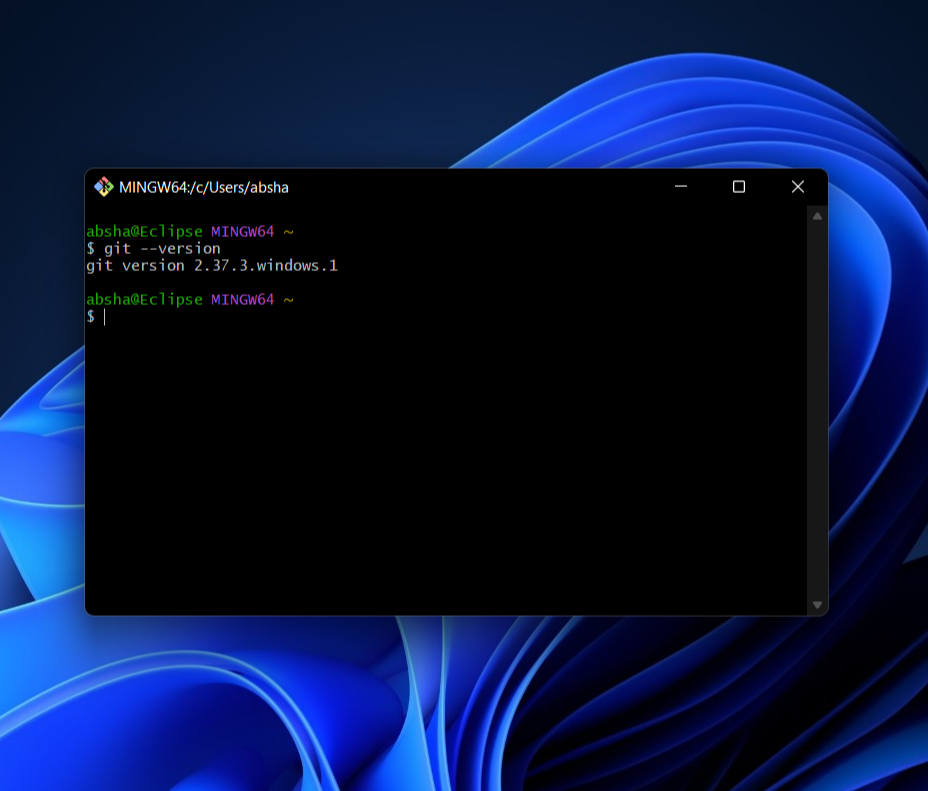 MINGW64:/c/Users/absha
absha@Eclipse MINGW64 ~
$ git --version
git version 2.37.3.windows.1
absha@Eclipse MINGW64 ~
$